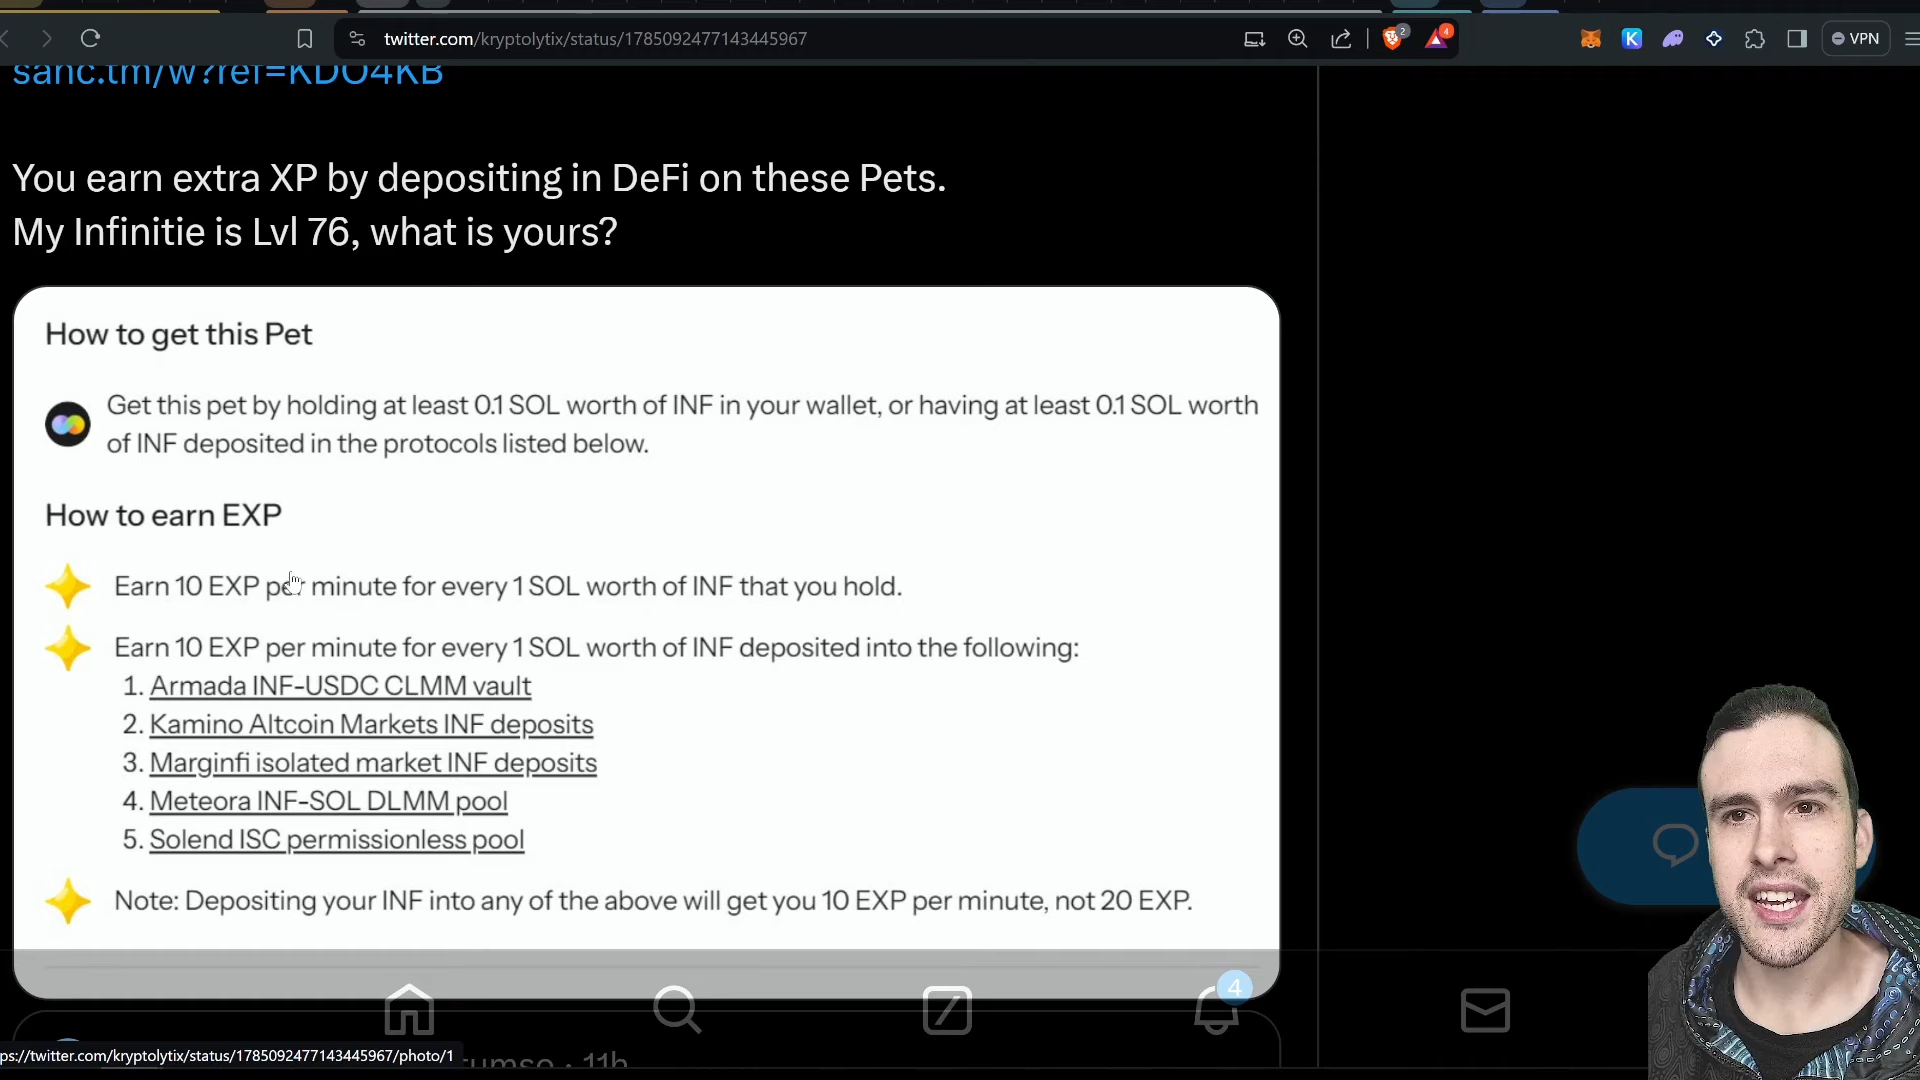 twitter.com/kryptolytix/status/1785092477143445967
2
4
VPN
sanc.tm/w?ref=KDO4KB
You earn extra XP by depositing in DeFi on these Pets.
My Infinitie is Lvl 76, what is yours?
How to get this Pet
Get this pet by holding at least 0.1 SOL worth of INF in your wallet, or having at least 0.1 SOL worth
of INF deposited in the protocols listed below.
How to earn EXP
Earn 10 EXP per minute for every 1 SOL worth of INF that you hold.
Earn 10 EXP per minute for every 1 SOL worth of INF deposited into the following:
1. Armada INF-USDC CLMM vault
2. Kamino Altcoin Markets INF deposits
3. Marginfi isolated market INF deposits
4. Meteora INF-SOL DLMM pool
5. Solend ISC permissionless pool
Note: Depositing your INF into any of the above will get you 10 EXP per minute, not 20 EXP.
4
ps://twitter.com/kryptolytix/status/1785092477143445967/photo/1
· 11h